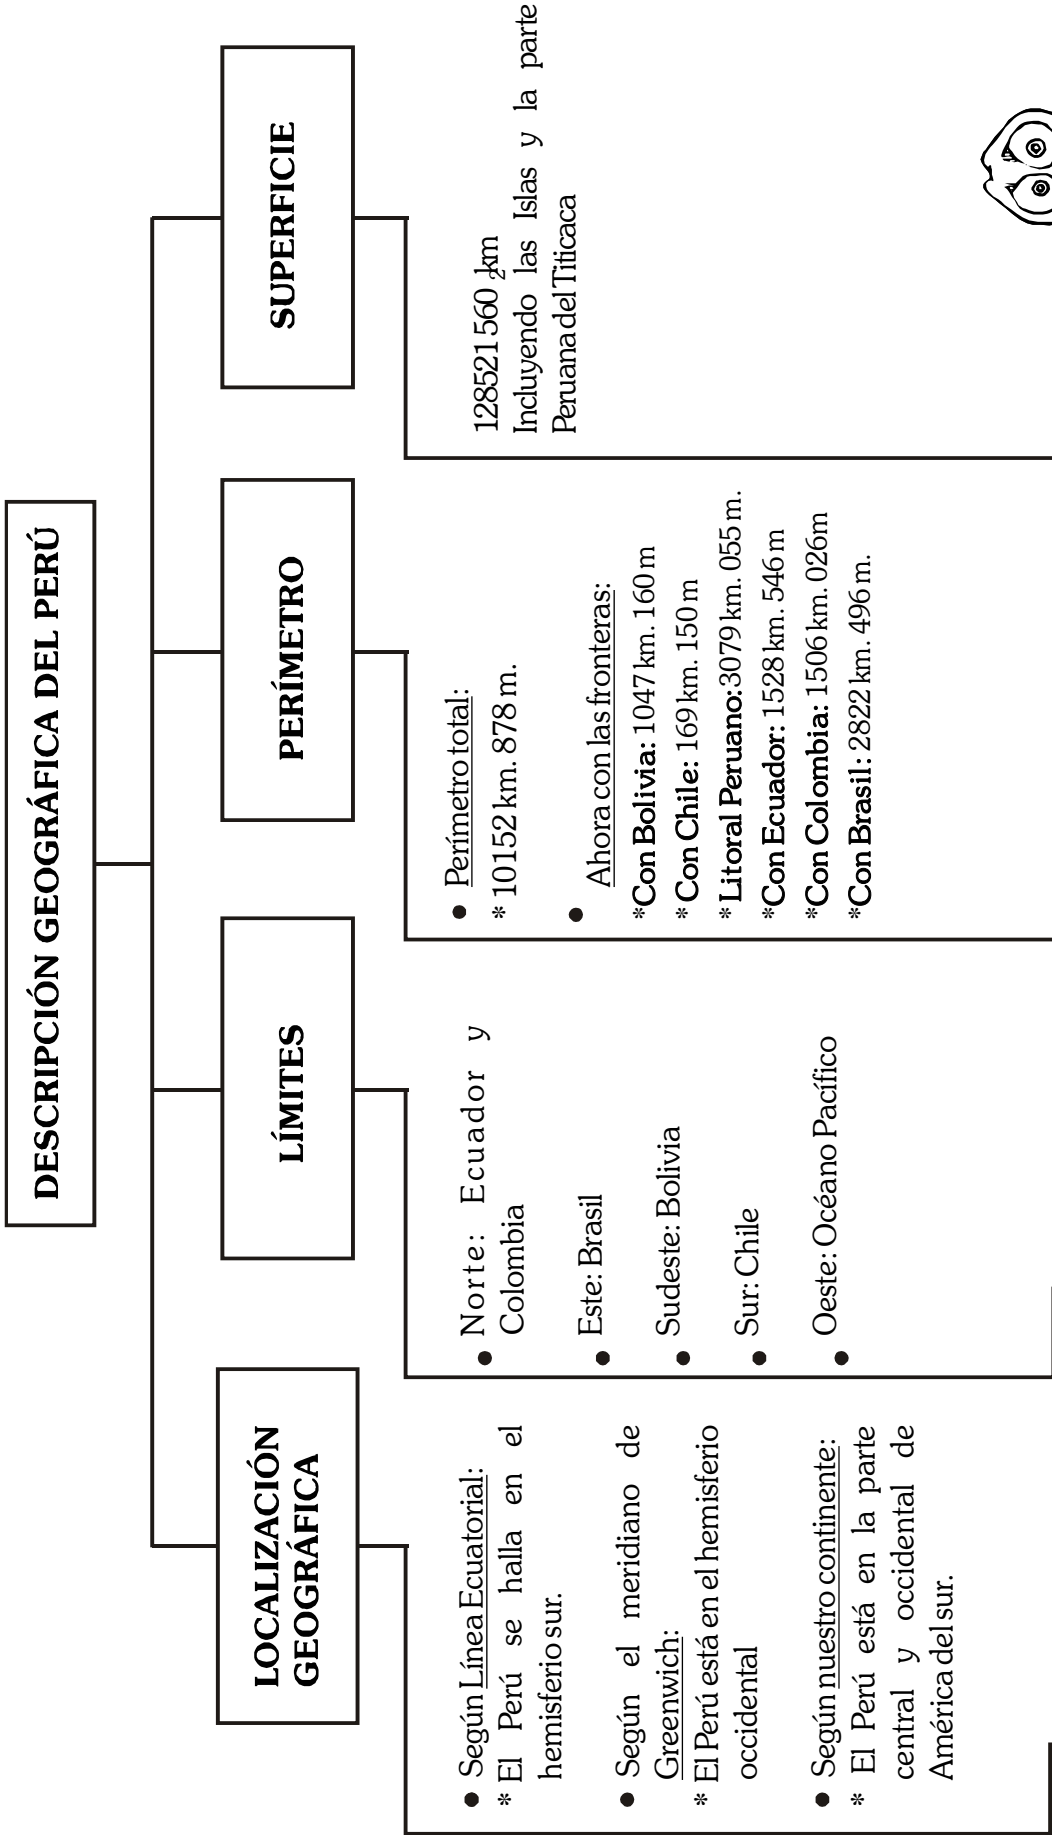 DESCRIPCIÓN GEOGRÁFICA DEL PERÚ
LOCALIZACIÓN
GEOGRÁFICA
● Según Línea Ecuatorial:
* El Perú se halla en el
hemisferio sur.
● Según el meridiano de
Greenwich:
* El Perú está en el hemisferio
occidental
● Según nuestro continente:
* El Perú está en la parte
central y occidental de
América del sur.
LÍMITES
● Norte: Ecuador y
Colombia
● Este: Brasil
● Sudeste: Bolivia
● Sur: Chile
● Oeste: Océano Pacífico
PERÍMETRO
● Perímetro total:
* 10152 km. 878 m.
● Ahora con las fronteras:
*Con Bolivia: 1047 km. 160 m
* Con Chile: 169 km. 150 m
* Litoral Peruano:3079 km. 055 m.
*Con Ecuador: 1528 km. 546 m
*Con Colombia: 1506 km. 026m
*Con Brasil: 2822 km. 496 m.
SUPERFICIE
128521560 2km
Incluyendo las Islas y la parte
Peruana del Titicaca